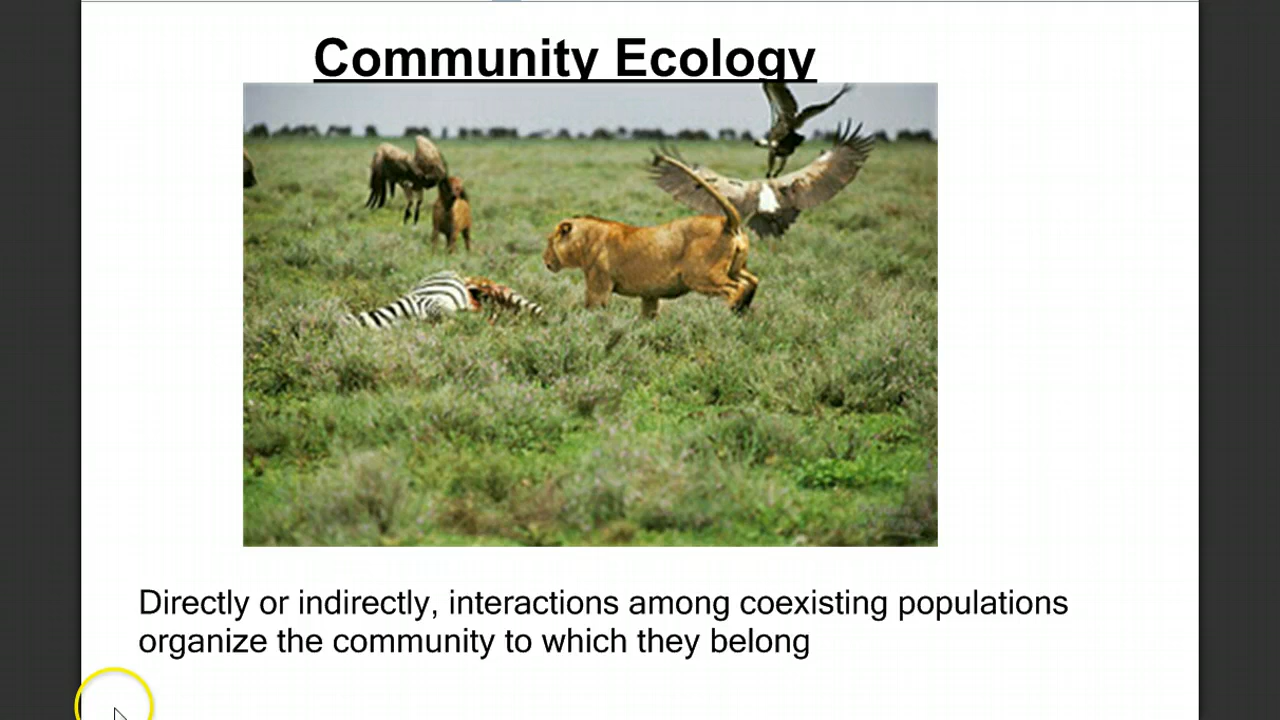 Community Ecology
Directly or indirectly, interactions among coexisting populations
organize the community to which they belong